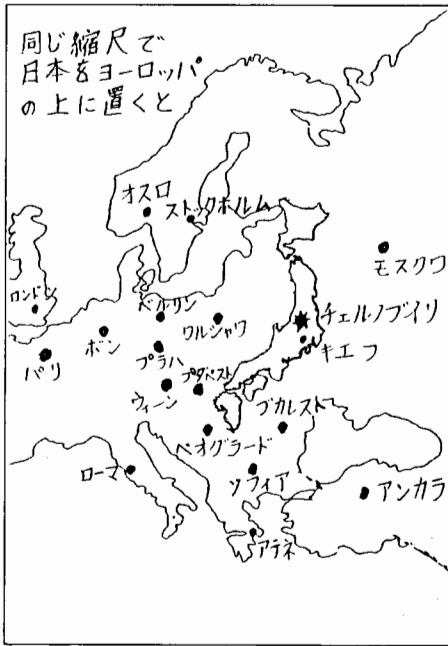 同じ縮尺で
日本をヨーロッパ
の上に置くと
オスロ
ストックホルム
モスクワ
ロンドン
ベルリン
ワルシャワ
チェルノブイリ
ボン
キエフ
パリ
プラハ
ブダペスト
ウィーン
ブカレスト
ベオグラード
ローマ
ソフィア
アンカラ
アテネ